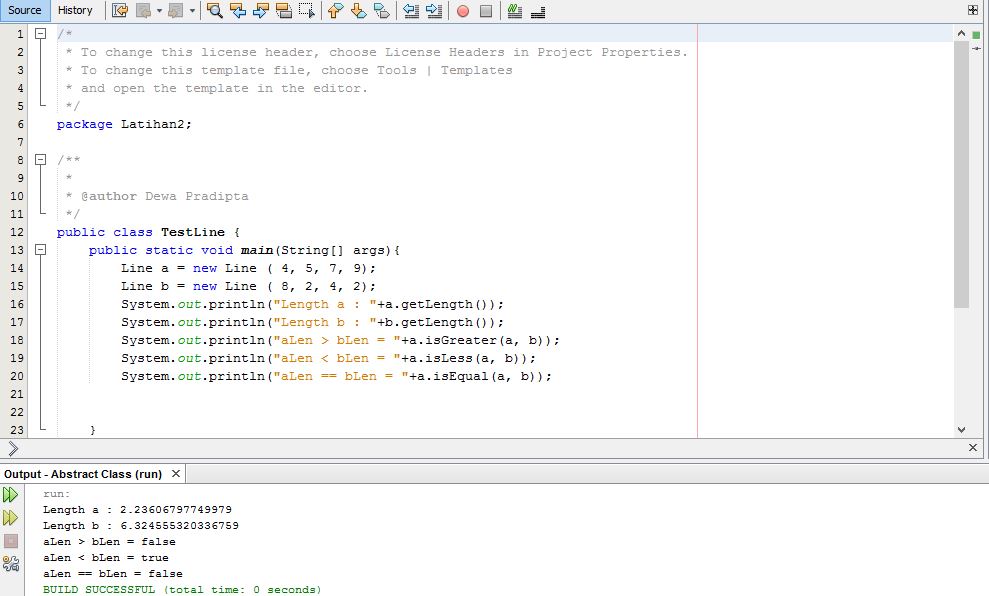 Source History
1 /*
2 * To change this license header, choose License Headers in Project Properties.
3 * To change this template file, choose Tools | Templates
4 * and open the template in the editor.
5 */
6 package Latihan2;
7
8 /**
9 *
10 * @author Dewa Pradipta
11 */
12 public class TestLine {
13 public static void main(String[] args){
14 Line a = new Line ( 4, 5, 7, 9);
15 Line b = new Line ( 8, 2, 4, 2);
16 System.out.println("Length a : "+a.getLength());
17 System.out.println("Length b : "+b.getLength());
18 System.out.println("aLen > bLen = "+a.isGreater(a, b));
19 System.out.println("aLen < bLen = "+a.isLess(a, b));
20 System.out.println("aLen == bLen = "+a.isEqual(a, b));
21
22
23 }
Output - Abstract Class (run)
run:
Length a : 2.23606797749979
Length b : 6.324555320336759
aLen > bLen = false
aLen < bLen = true
aLen == bLen = false
BUILD SUCCESSFUL (total time: 0 seconds)